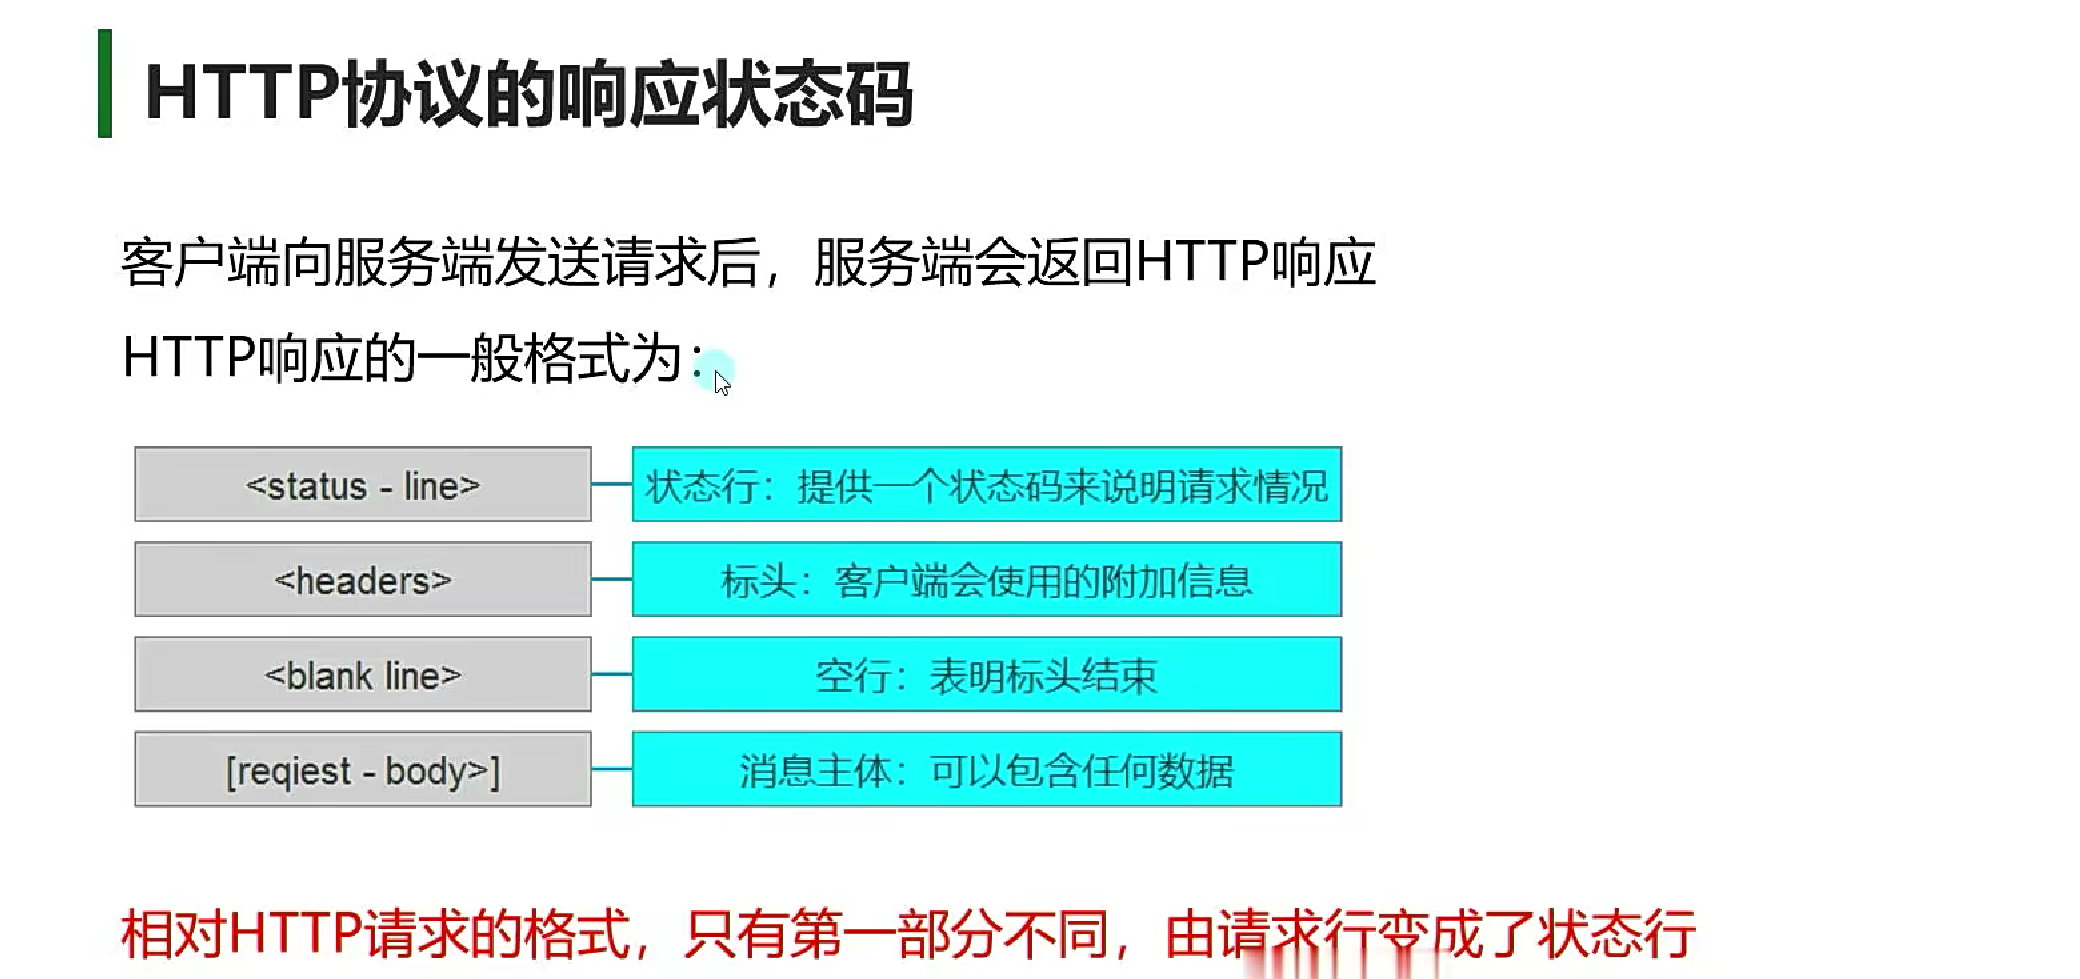 HTTP协议的响应状态码
客户端向服务端发送请求后，服务端会返回HTTP响应
HTTP响应的一般格式为：
<status - line> 状态行：提供一个状态码来说明请求情况
<headers> 标头：客户端会使用的附加信息
<blank line> 空行：表明标头结束
[reqiest - body>] 消息主体：可以包含任何数据
相对HTTP请求的格式，只有第一部分不同，由请求行变成了状态行